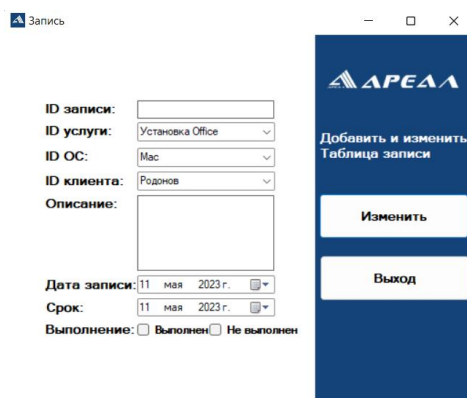 Запись
АРЕАЛ
ID записи:
ID услуги: Установка Office
ID ОС: Mac
ID клиента: Родонов
Описание:
Дата записи: 11 мая 2023 г.
Срок: 11 мая 2023 г.
Выполнение: Выполнен Не выполнен
Добавить и изменить
Таблица записи
Изменить
Выход